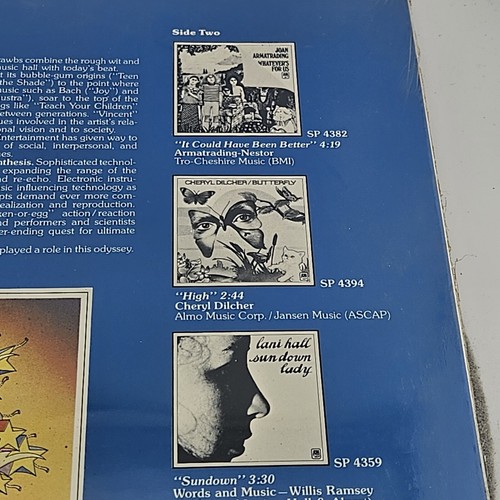 rawbs combine the rough wit and
music hall with today's beat.
t its bubble-gum origins ("Teen
the Shade") to the point where
music such as Bach ("Joy") and
ustra"), soar to the top of the
gs like "Teach Your Children"
between generations. "Vincent"
ues involved in the artist's rela-
onal vision and to society.
Entertainment has given way to
of social, interpersonal, and
es.
nthesis. Sophisticated technol-
expanding the range of the
nd re-echo. Electronic instru-
sic influencing technology as
pts demand ever more com-
ealization and reproduction.
ken-or-egg" action/reaction
nd performers and scientists
er-ending quest for ultimate
played a role in this odyssey.
Side Two
JOAN
ARMATRADING
WHATEVER'S
FOR US
SP 4382
"It Could Have Been Better" 4:19
Armatrading-Nestor
Tro-Cheshire Music (BMI)
CHERYL DILCHER/BUTTERFLY
SP 4394
"High" 2:44
Cheryl Dilcher
Almo Music Corp./Jansen Music (ASCAP)
lani hall
sun down
lady
SP 4359
"Sundown" 3:30
Words and Music—Willis Ramsey